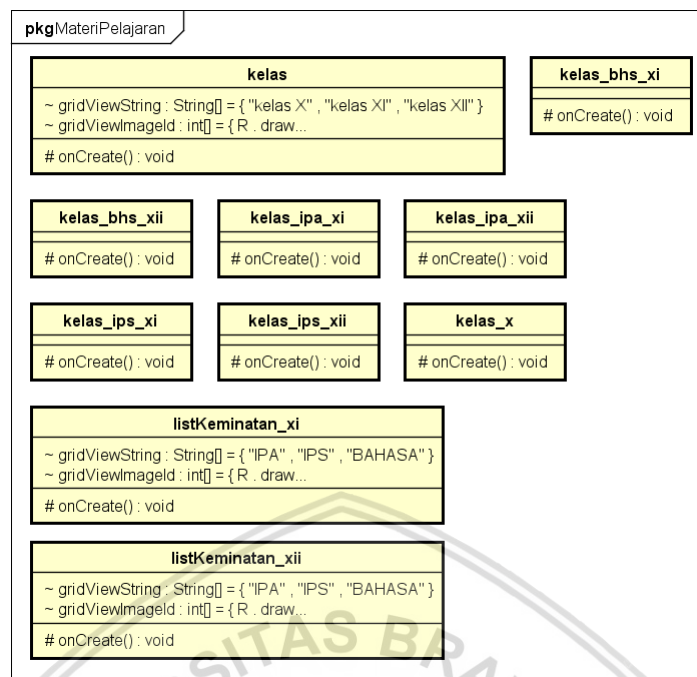 pkg MateriPelajaran
kelas
~ gridViewString : String[] = { "kelas X" , "kelas XI" , "kelas XII" }
~ gridViewImageId : int[] = { R . draw...
# onCreate() : void
kelas_bhs_xi
# onCreate() : void
kelas_bhs_xii
# onCreate() : void
kelas_ipa_xi
# onCreate() : void
kelas_ipa_xii
# onCreate() : void
kelas_ips_xi
# onCreate() : void
kelas_ips_xii
# onCreate() : void
kelas_x
# onCreate() : void
listKeminatan_xi
~ gridViewString : String[] = { "IPA" , "IPS" , "BAHASA" }
~ gridViewImageId : int[] = { R . draw...
# onCreate() : void
listKeminatan_xii
~ gridViewString : String[] = { "IPA" , "IPS" , "BAHASA" }
~ gridViewImageId : int[] = { R . draw...
# onCreate() : void